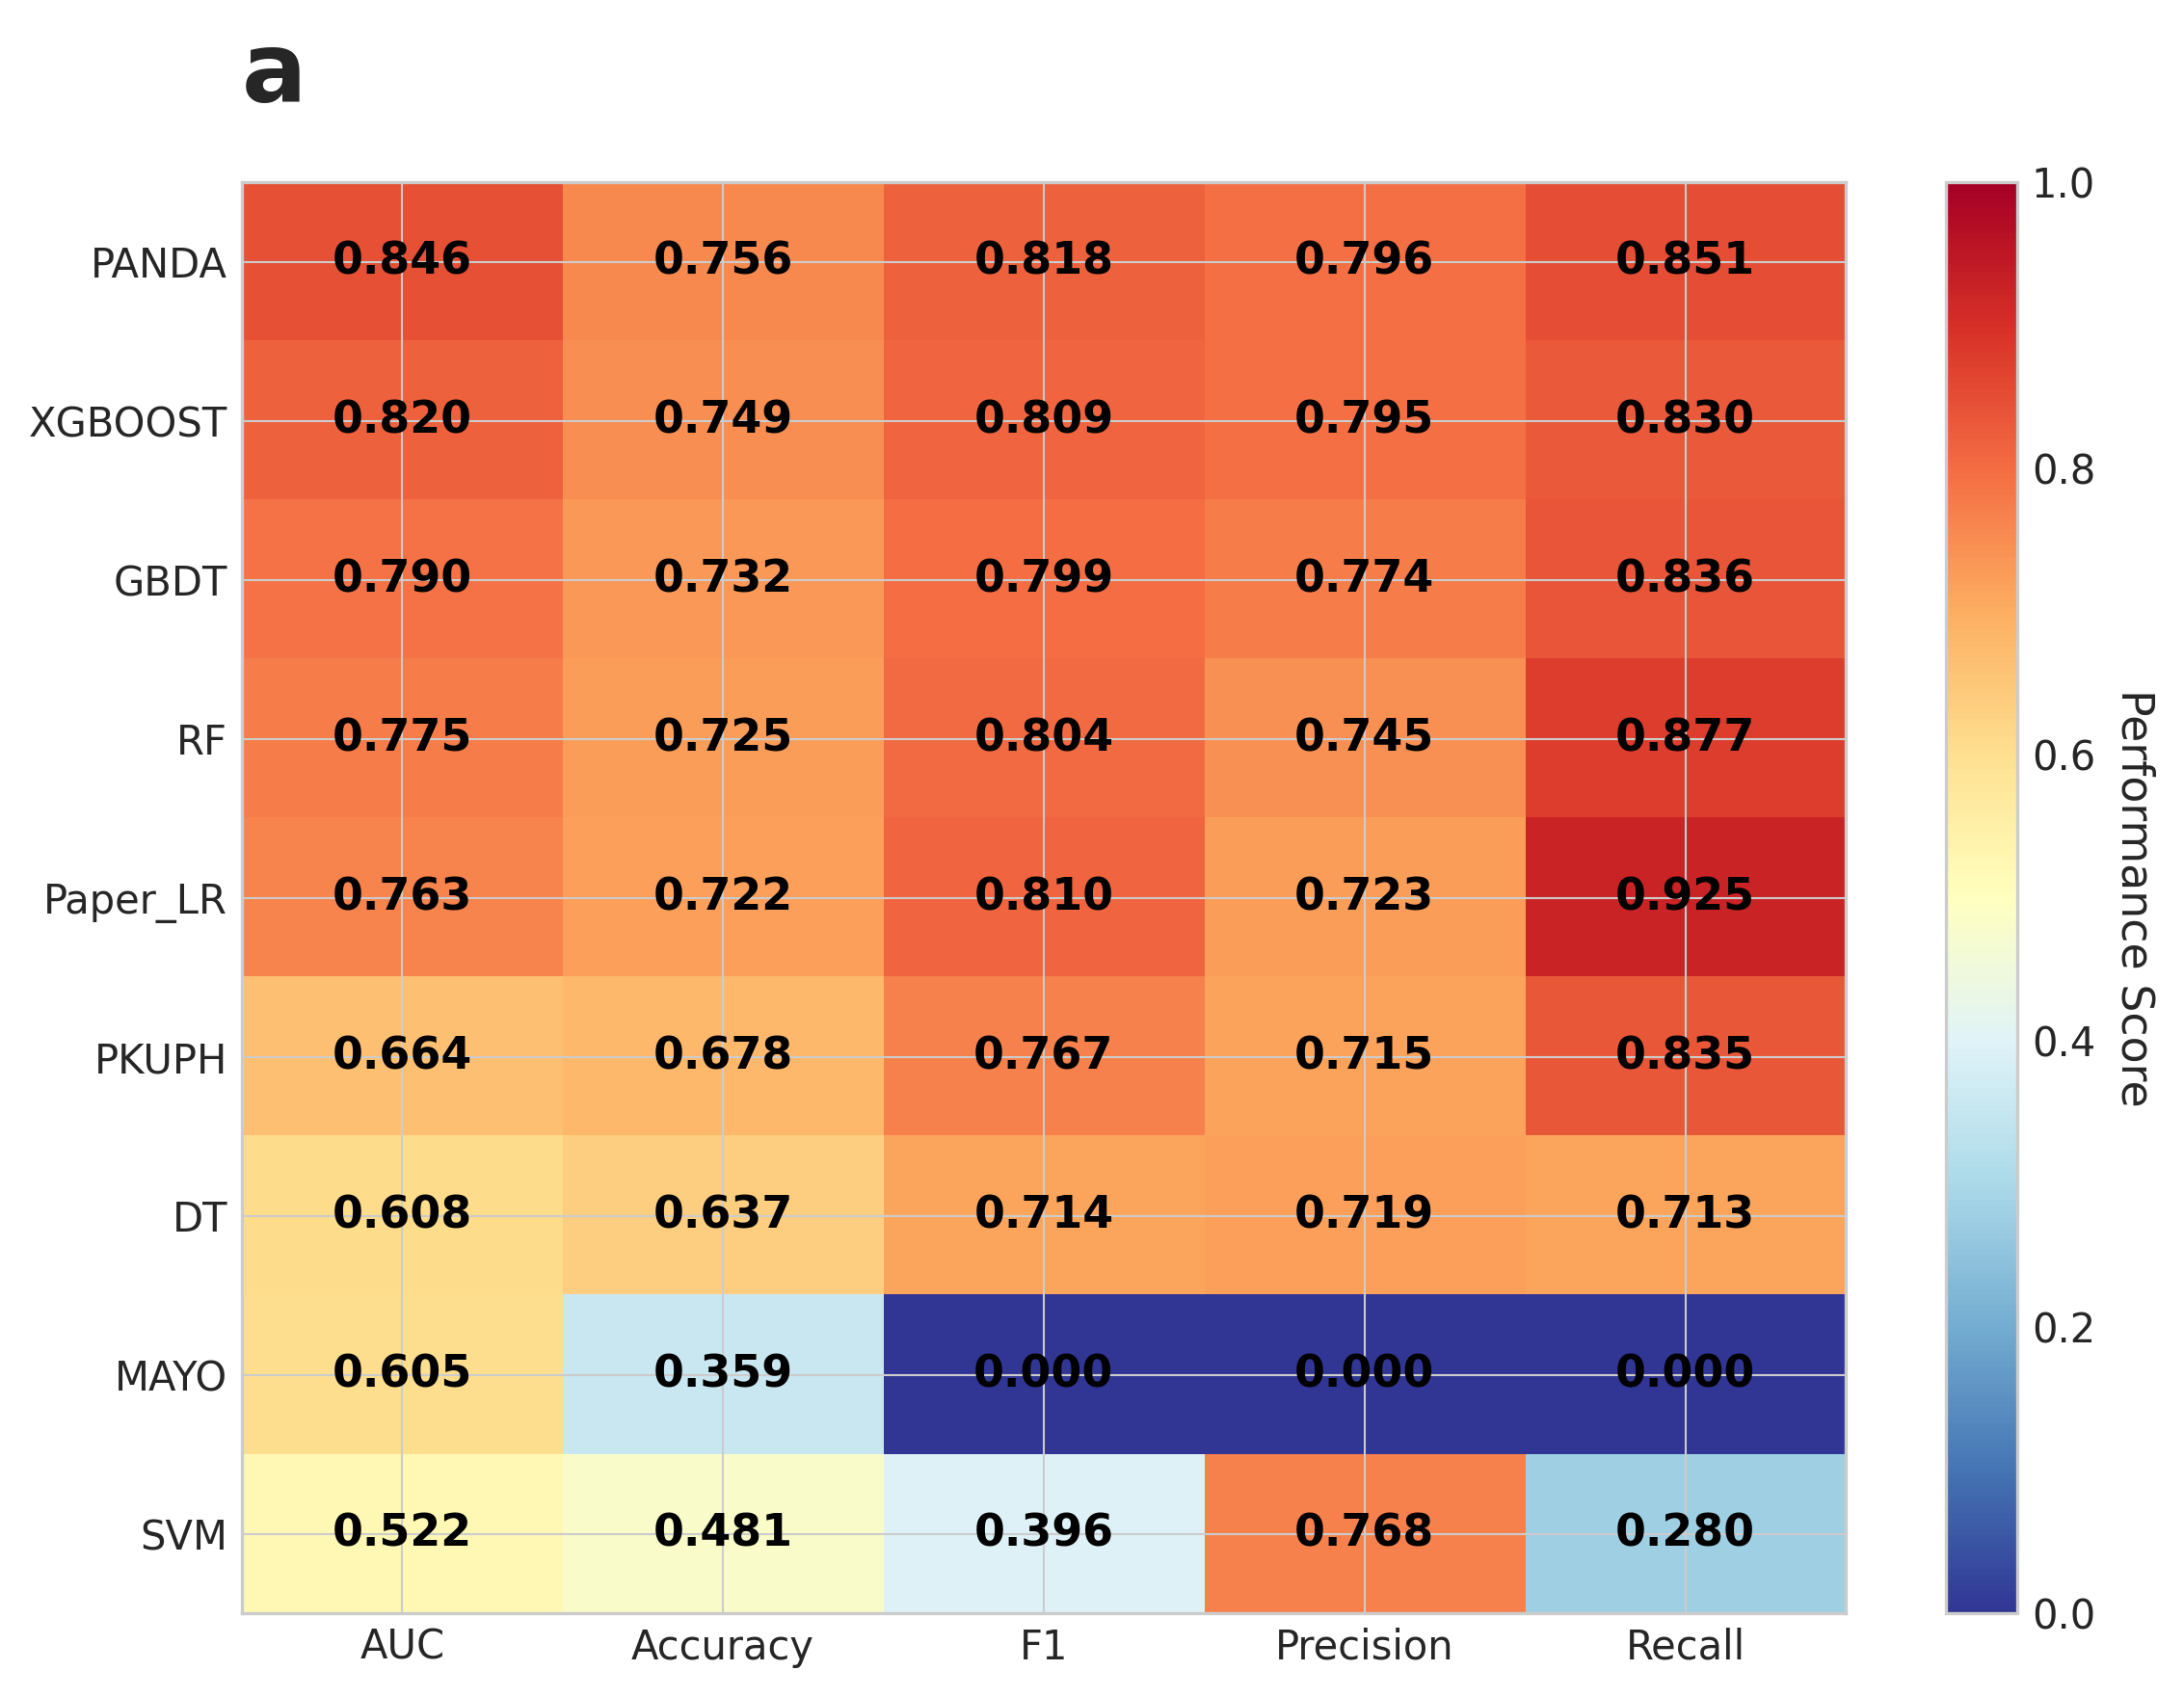 a
PANDA 0.846 0.756 0.818 0.796 0.851
XGBOOST 0.820 0.749 0.809 0.795 0.830
GBDT 0.790 0.732 0.799 0.774 0.836
RF 0.775 0.725 0.804 0.745 0.877
Paper_LR 0.763 0.722 0.810 0.723 0.925
PKUPH 0.664 0.678 0.767 0.715 0.835
DT 0.608 0.637 0.714 0.719 0.713
MAYO 0.605 0.359 0.000 0.000 0.000
SVM 0.522 0.481 0.396 0.768 0.280
AUC Accuracy F1 Precision Recall
1.0
0.8
0.6
0.4
0.2
0.0
Performance Score